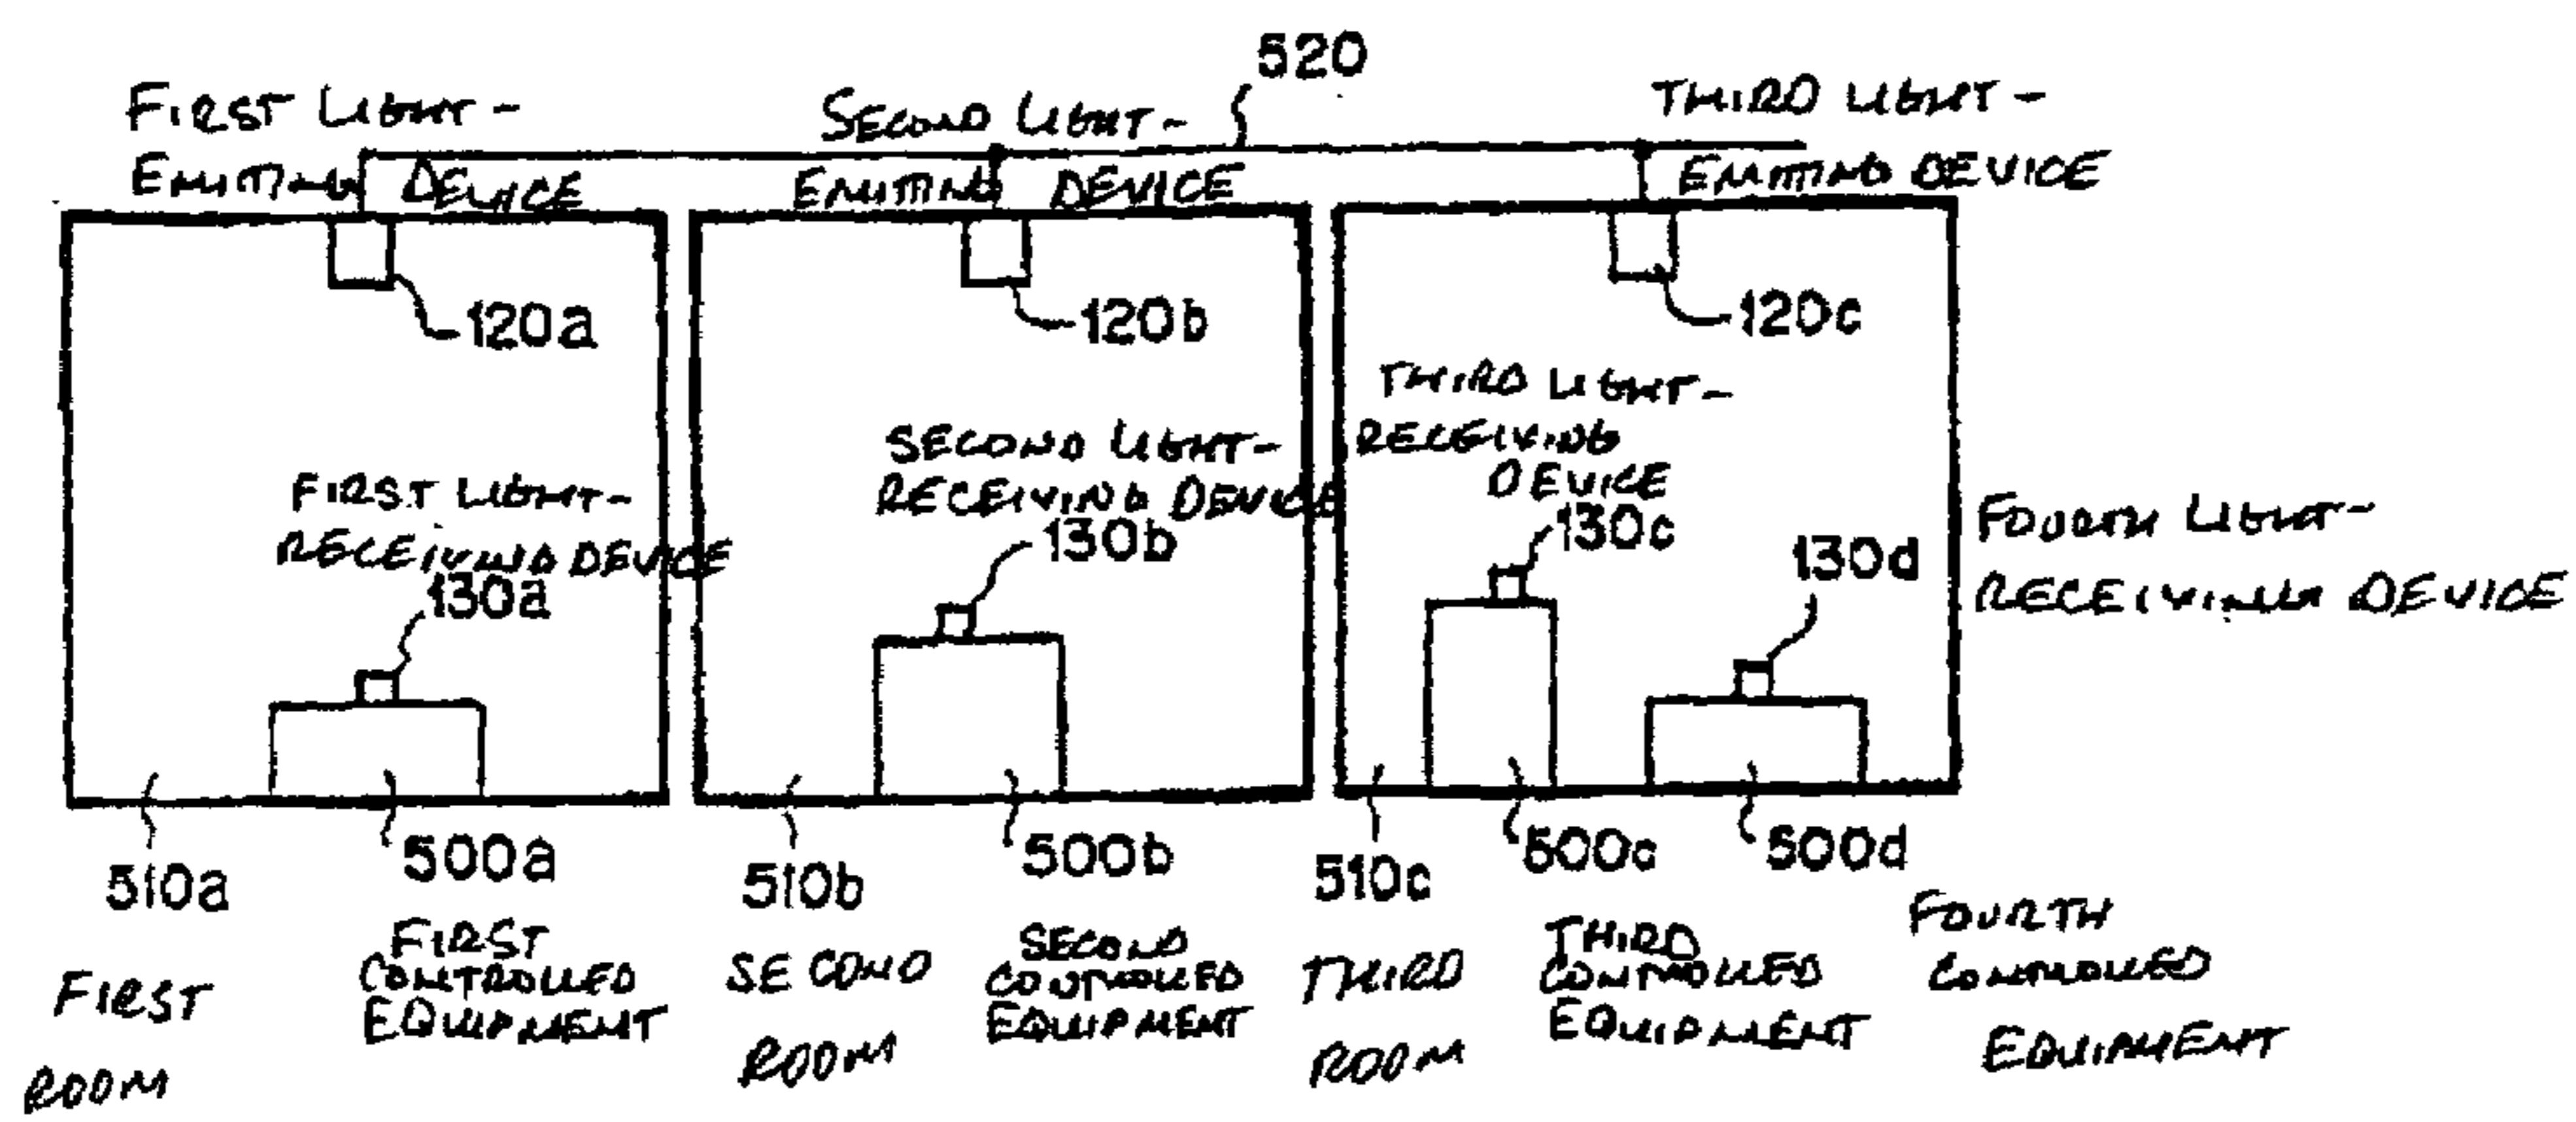 520
FIRST LIGHT-
EMITTING DEVICE
SECOND LIGHT-
EMITTING DEVICE
THIRD LIGHT-
EMITTING DEVICE
120a
120b
120c
FIRST LIGHT-
RECEIVING DEVICE
130a
SECOND LIGHT-
RECEIVING DEVICE
130b
THIRD LIGHT-
RECEIVING
DEVICE
130c
130d
FOURTH LIGHT-
RECEIVING DEVICE
510a
500a
510b
500b
510c
500c
500d
FIRST
ROOM
FIRST
CONTROLLED
EQUIPMENT
SECOND
ROOM
SECOND
CONTROLLED
EQUIPMENT
THIRD
ROOM
THIRD
CONTROLLED
EQUIPMENT
FOURTH
CONTROLLED
EQUIPMENT